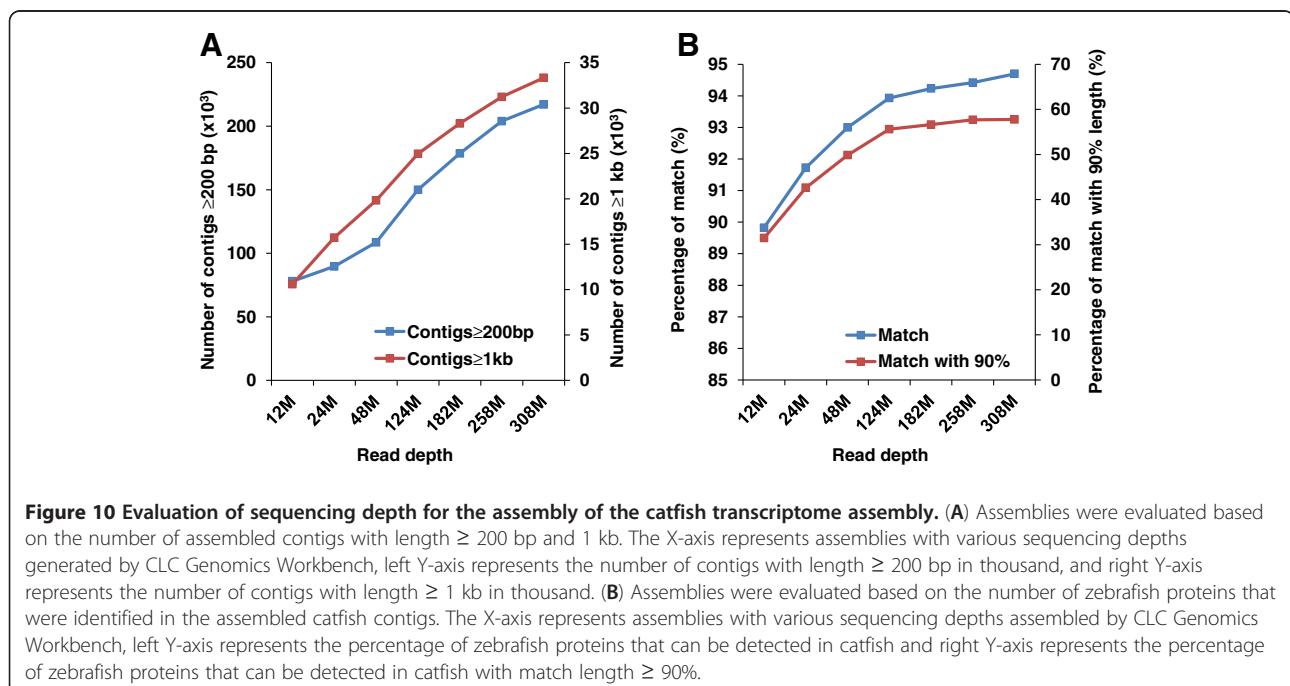 A
Number of contigs ≥200 bp (x10³)
250
200
150
100
50
0
35
30
25
20
15
10
5
0
Number of contigs ≥1 kb (x10³)
Contigs≥200bp
Contigs≥1kb
12M
24M
48M
124M
182M
258M
308M
Read depth
B
Percentage of match (%)
95
94
93
92
91
90
89
88
87
86
85
70
60
50
40
30
20
10
0
Percentage of match with 90% length (%)
Match
Match with 90%
12M
24M
48M
124M
182M
258M
308M
Read depth
Figure 10 Evaluation of sequencing depth for the assembly of the catfish transcriptome assembly. (A) Assemblies were evaluated based
on the number of assembled contigs with length ≥ 200 bp and 1 kb. The X-axis represents assemblies with various sequencing depths
generated by CLC Genomics Workbench, left Y-axis represents the number of contigs with length ≥ 200 bp in thousand, and right Y-axis
represents the number of contigs with length ≥ 1 kb in thousand. (B) Assemblies were evaluated based on the number of zebrafish proteins that
were identified in the assembled catfish contigs. The X-axis represents assemblies with various sequencing depths assembled by CLC Genomics
Workbench, left Y-axis represents the percentage of zebrafish proteins that can be detected in catfish and right Y-axis represents the percentage
of zebrafish proteins that can be detected in catfish with match length ≥ 90%.